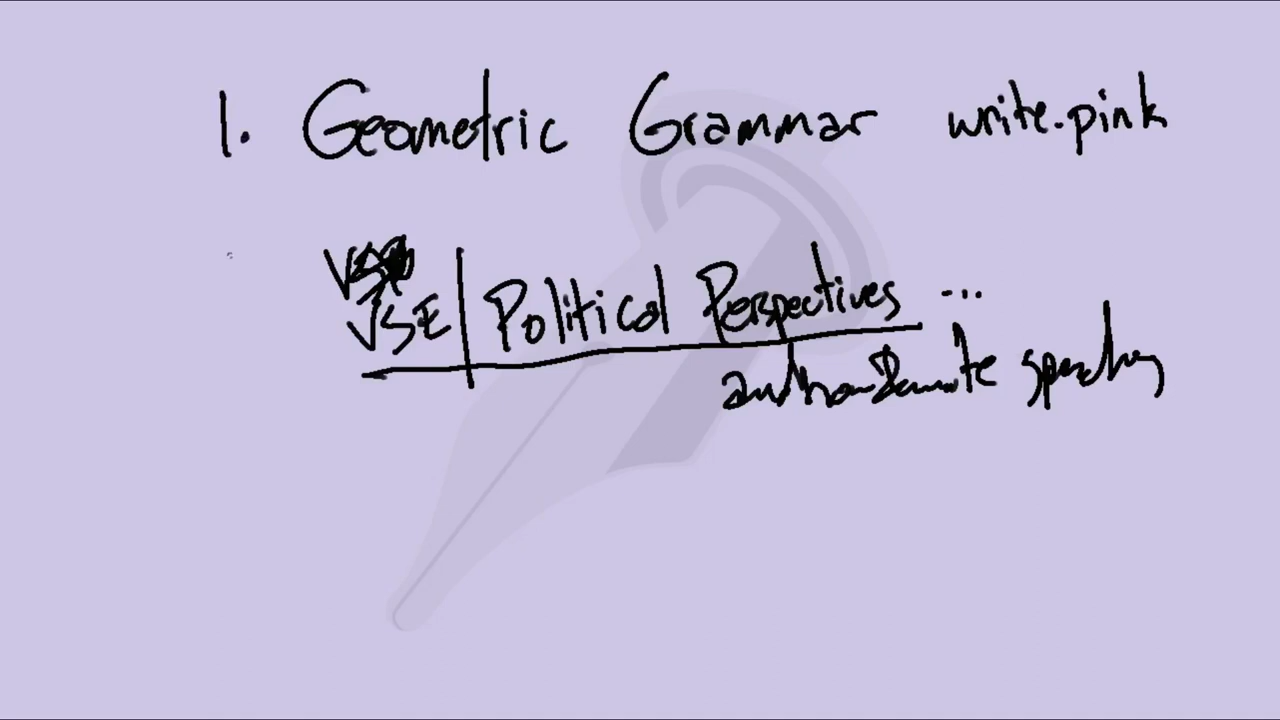 1. Geometric Grammar write.pink
VSE | Political Perspectives ...